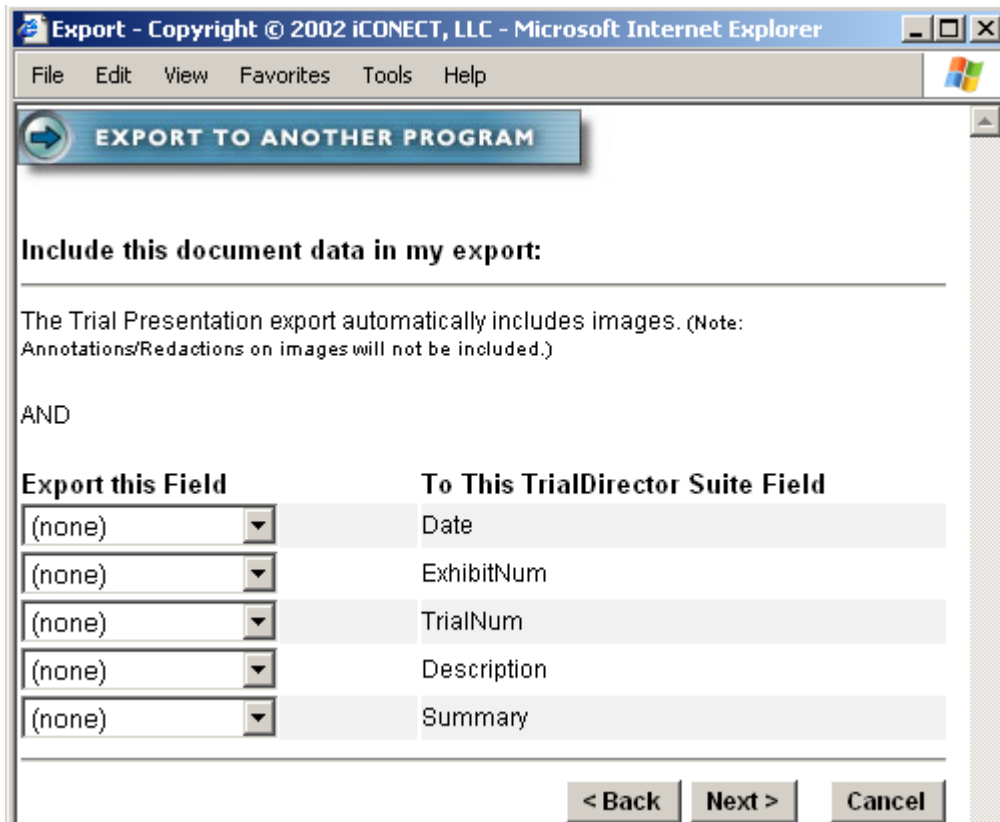 Export - Copyright © 2002 iCONECT, LLC - Microsoft Internet Explorer
File Edit View Favorites Tools Help
EXPORT TO ANOTHER PROGRAM
Include this document data in my export:
The Trial Presentation export automatically includes images. (Note:
Annotations/Redactions on images will not be included.)
AND
Export this Field To This TrialDirector Suite Field
(none) Date
(none) ExhibitNum
(none) TrialNum
(none) Description
(none) Summary
< Back Next > Cancel